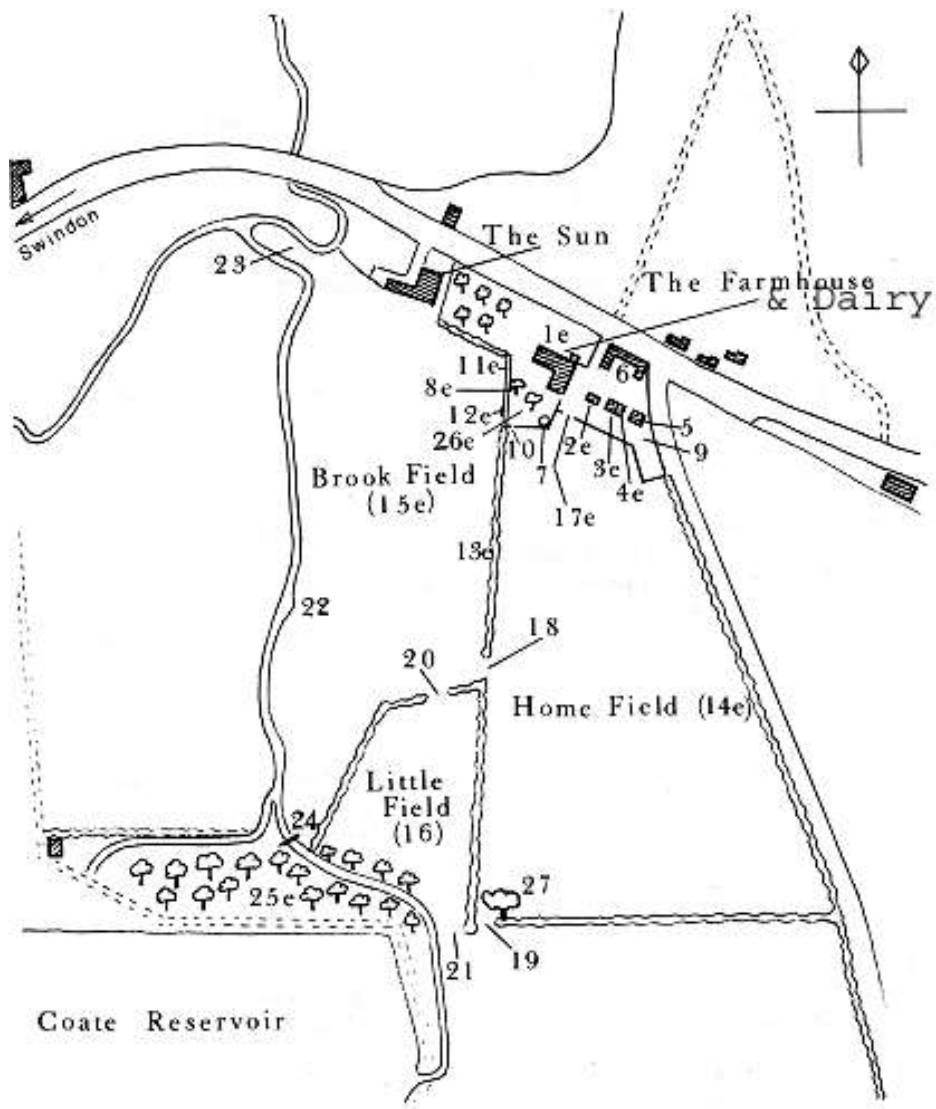 Swindon
23
The Sun
The Farmhouse
& Dairy
1e
6
11e
8e
12e
26e
10
7
2e
3e
4e
5
9
17e
Brook Field
(15e)
13e
22
18
20
Home Field (14e)
Little
Field
(16)
24
25e
27
21
19
Coate Reservoir